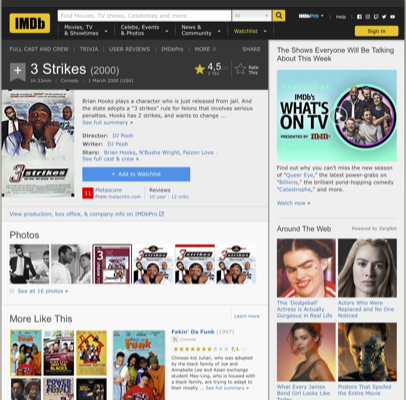 IMDb
Find Movies, TV shows, Celebrities and more...
All
IMDbPro
Help
Movies, TV
& Showtimes
Celebs, Events
& Photos
News &
Community
Watchlist
Sign in
FULL CAST AND CREW | TRIVIA | USER REVIEWS | IMDbPro | MORE
SHARE
3 Strikes (2000)
1h 22min | Comedy | 1 March 2000 (USA)
4,5
Rate
This
Brian Hooks plays a character who is just released from jail. And
the state adopts a "3 strikes" rule for felons that involves serious
penalties. Hooks has 2 strikes, and wants to change ...
See full summary »
Director: DJ Pooh
Writer: DJ Pooh
Stars: Brian Hooks, N'Bushe Wright, Faizon Love
See full cast & crew »
+ Add to Watchlist
11
Metascore
From metacritic.com
Reviews
10 user | 12 critic
View production, box office, & company info on IMDbPro
Photos
See all 16 photos »
More Like This
Learn more
Fakin' Da Funk (1997)
Comedy
7,1
Chinese kid Julian, who was adopted
by the black family of Joe and
Annabelle Lee and Asian exchange
student May-Ling, who is housed with
a black family, are trying to adapt to
their mostly ... See full summary »
The Shows Everyone Will Be Talking
About This Week
IMDb's
WHAT'S
ON TV
PRESENTED BY m&m's
Find out why you can't miss the new season
of "Queer Eye," the latest power-grabs on
"Billions," the brilliant pond-hopping comedy
"Catastrophe," and more.
Watch now »
Around The Web
Powered by ZergNet
This 'Dodgeball'
Actress is Actually
Gorgeous in Real Life
Actors Who Were
Replaced and No One
Noticed
What Every James
Bond Girl Looks Like
Today
Posters That Spoiled
the Entire Movie